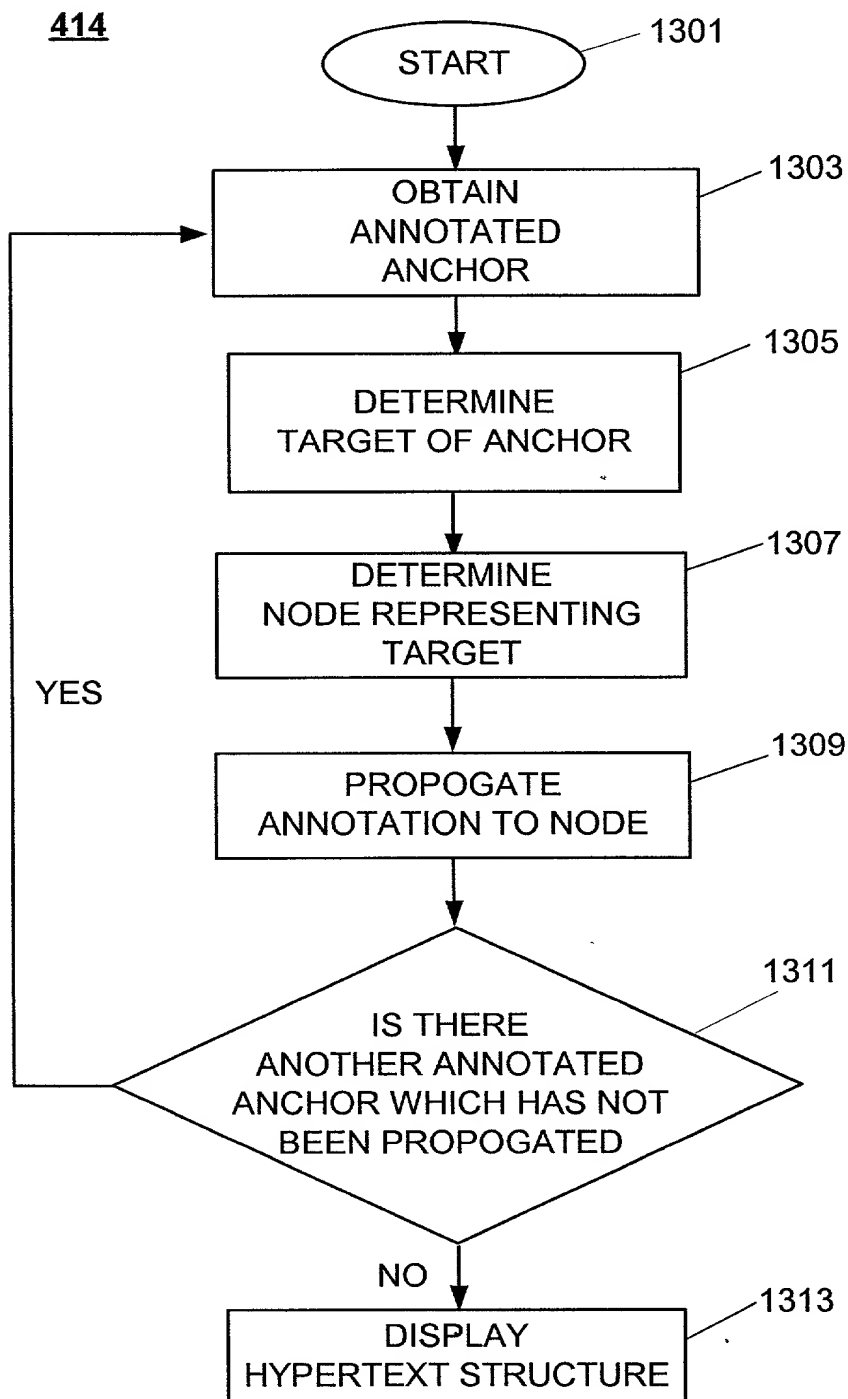 414
START
1301
OBTAIN
ANNOTATED
ANCHOR
1303
DETERMINE
TARGET OF ANCHOR
1305
DETERMINE
NODE REPRESENTING
TARGET
1307
YES
PROPOGATE
ANNOTATION TO NODE
1309
IS THERE
ANOTHER ANNOTATED
ANCHOR WHICH HAS NOT
BEEN PROPOGATED
1311
NO
DISPLAY
HYPERTEXT STRUCTURE
1313